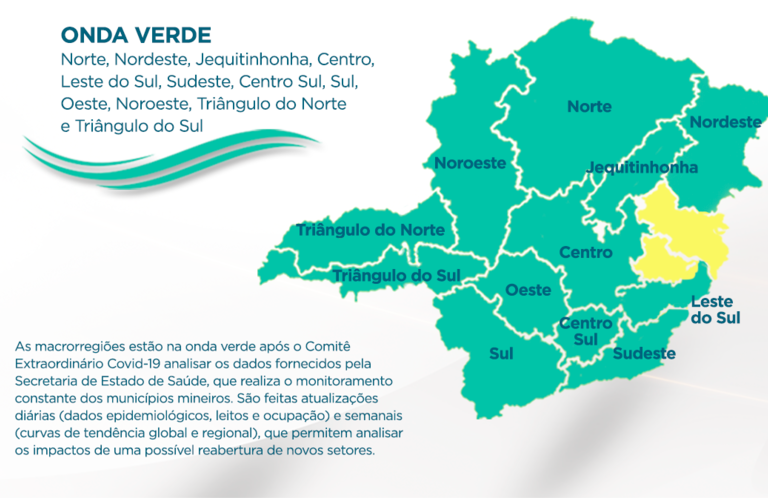 ONDA VERDE
Norte, Nordeste, Jequitinhonha, Centro,
Leste do Sul, Sudeste, Centro Sul, Sul,
Oeste, Noroeste, Triângulo do Norte
e Triângulo do Sul
Norte
Nordeste
Noroeste
Jequitinhonha
Triângulo do Norte
Centro
Triângulo do Sul
Oeste
Leste
do Sul
Centro
Sul
Sul
Sudeste
As macrorregiões estão na onda verde após o Comitê
Extraordinário Covid-19 analisar os dados fornecidos pela
Secretaria de Estado de Saúde, que realiza o monitoramento
constante dos municípios mineiros. São feitas atualizações
diárias (dados epidemiológicos, leitos e ocupação) e semanais
(curvas de tendência global e regional), que permitem analisar
os impactos de uma possível reabertura de novos setores.